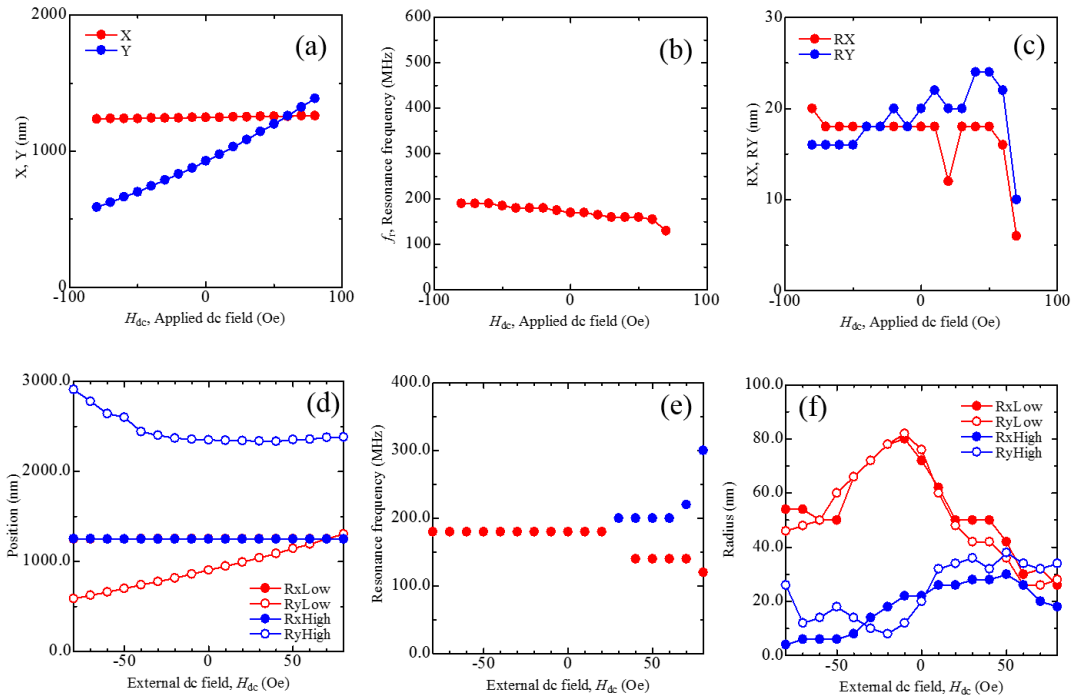 2000
X
Y
(a)
1000
0
X, Y (nm)
-100
0
100
H_dc, Applied dc field (Oe)
600
(b)
500
400
300
200
100
0
f_r, Resonance frequency (MHz)
-100
0
100
H_dc, Applied dc field (Oe)
30
RX
RY
(c)
20
10
0
RX, RY (nm)
-100
0
100
H_dc, Applied dc field (Oe)
3000.0
(d)
2000.0
1000.0
0.0
Position (nm)
RxLow
RyLow
RxHigh
RyHigh
-50
0
50
External dc field, H_dc (Oe)
400.0
(e)
300.0
200.0
100.0
0.0
Resonance frequency (MHz)
-50
0
50
External dc field, H_dc (Oe)
100.0
(f)
RxLow
RyLow
RxHigh
RyHigh
80.0
60.0
40.0
20.0
0.0
Radius (nm)
-50
0
50
External dc field, H_dc (Oe)